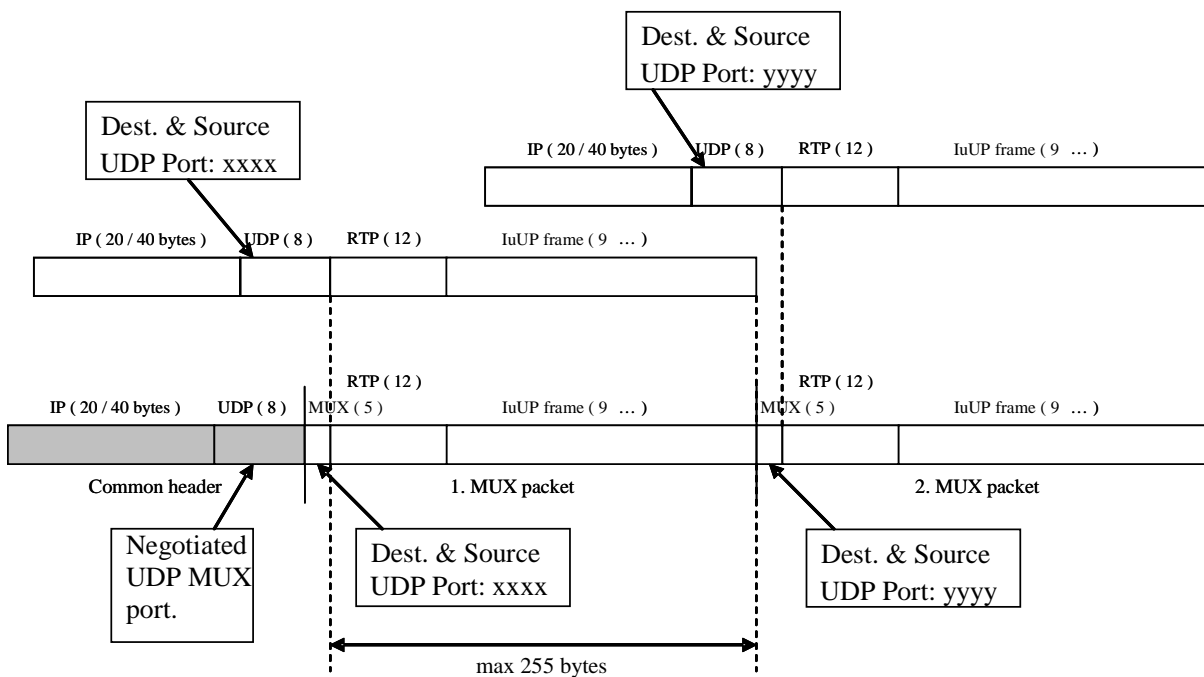 Dest. & Source
UDP Port: yyyy
Dest. & Source
UDP Port: xxxx
IP ( 20 / 40 bytes ) UDP ( 8 ) RTP ( 12 ) IuUP frame ( 9 … )
IP ( 20 / 40 bytes ) UDP ( 8 ) RTP ( 12 ) IuUP frame ( 9 … )
RTP ( 12 ) RTP ( 12 )
IP ( 20 / 40 bytes ) UDP ( 8 ) MUX ( 5 ) IuUP frame ( 9 … ) MUX ( 5 ) IuUP frame ( 9 … )
Common header 1. MUX packet 2. MUX packet
Negotiated
UDP MUX
port.
Dest. & Source
UDP Port: xxxx
Dest. & Source
UDP Port: yyyy
max 255 bytes